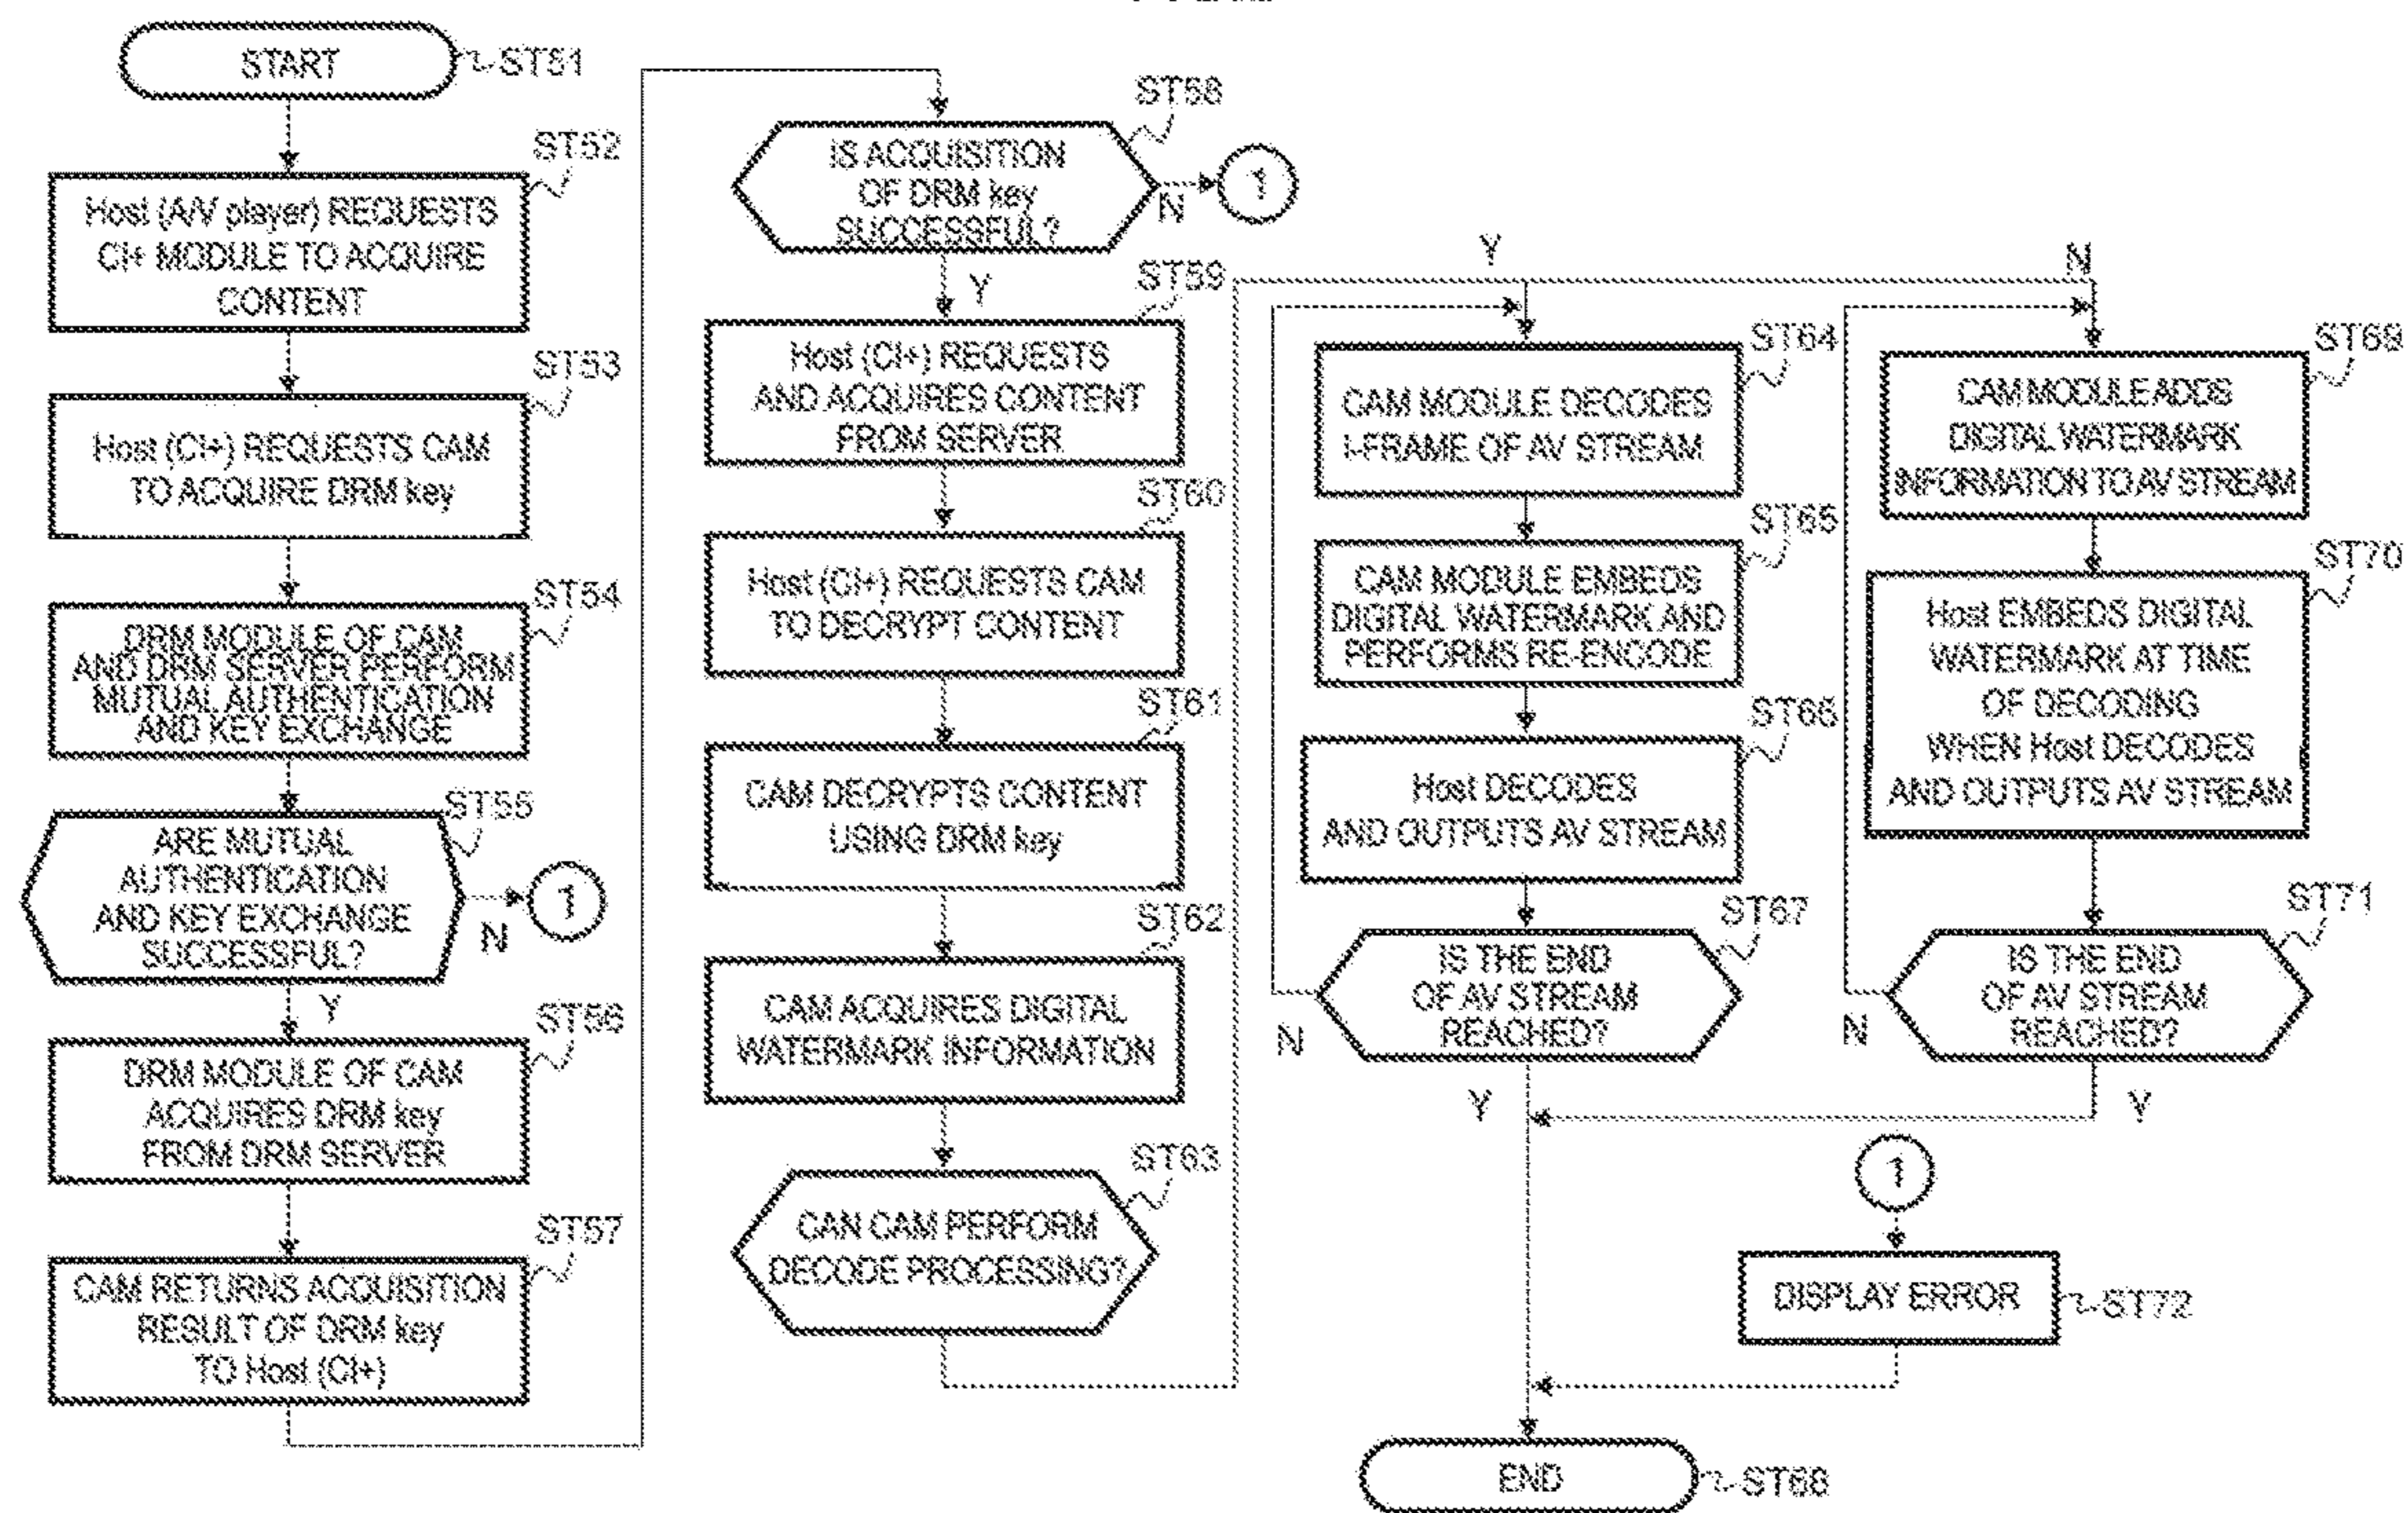 START
ST51
ST52
Host (A/V player) REQUESTS
CI+ MODULE TO ACQUIRE
CONTENT
ST53
Host (CI+) REQUESTS CAM
TO ACQUIRE DRM key
ST54
DRM MODULE OF CAM
AND DRM SERVER PERFORM
MUTUAL AUTHENTICATION
AND KEY EXCHANGE
ST55
ARE MUTUAL
AUTHENTICATION
AND KEY EXCHANGE
SUCCESSFUL?
1
N
Y
ST56
DRM MODULE OF CAM
ACQUIRES DRM key
FROM DRM SERVER
ST57
CAM RETURNS ACQUISITION
RESULT OF DRM key
TO Host (CI+)
ST58
IS ACQUISITION
OF DRM key
SUCCESSFUL?
N
1
Y
ST59
Host (CI+) REQUESTS
AND ACQUIRES CONTENT
FROM SERVER
ST60
Host (CI+) REQUESTS CAM
TO DECRYPT CONTENT
ST61
CAM DECRYPTS CONTENT
USING DRM key
ST62
CAM ACQUIRES DIGITAL
WATERMARK INFORMATION
ST63
CAN CAM PERFORM
DECODE PROCESSING?
Y
ST64
CAM MODULE DECODES
I-FRAME OF AV STREAM
ST65
CAM MODULE EMBEDS
DIGITAL WATERMARK AND
PERFORMS RE-ENCODE
ST66
Host DECODES
AND OUTPUTS AV STREAM
ST67
IS THE END
OF AV STREAM
REACHED?
N
Y
N
ST69
CAM MODULE ADDS
DIGITAL WATERMARK
INFORMATION TO AV STREAM
ST70
Host EMBEDS DIGITAL
WATERMARK AT TIME
OF DECODING
WHEN Host DECODES
AND OUTPUTS AV STREAM
ST71
IS THE END
OF AV STREAM
REACHED?
N
Y
1
DISPLAY ERROR
ST72
END
ST68